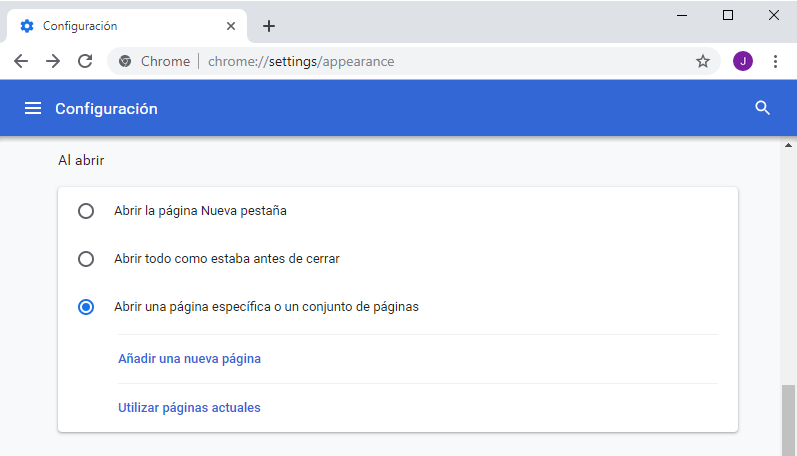 Configuración
Chrome | chrome://settings/appearance
J
Configuración
Al abrir
Abrir la página Nueva pestaña
Abrir todo como estaba antes de cerrar
Abrir una página específica o un conjunto de páginas
Añadir una nueva página
Utilizar páginas actuales